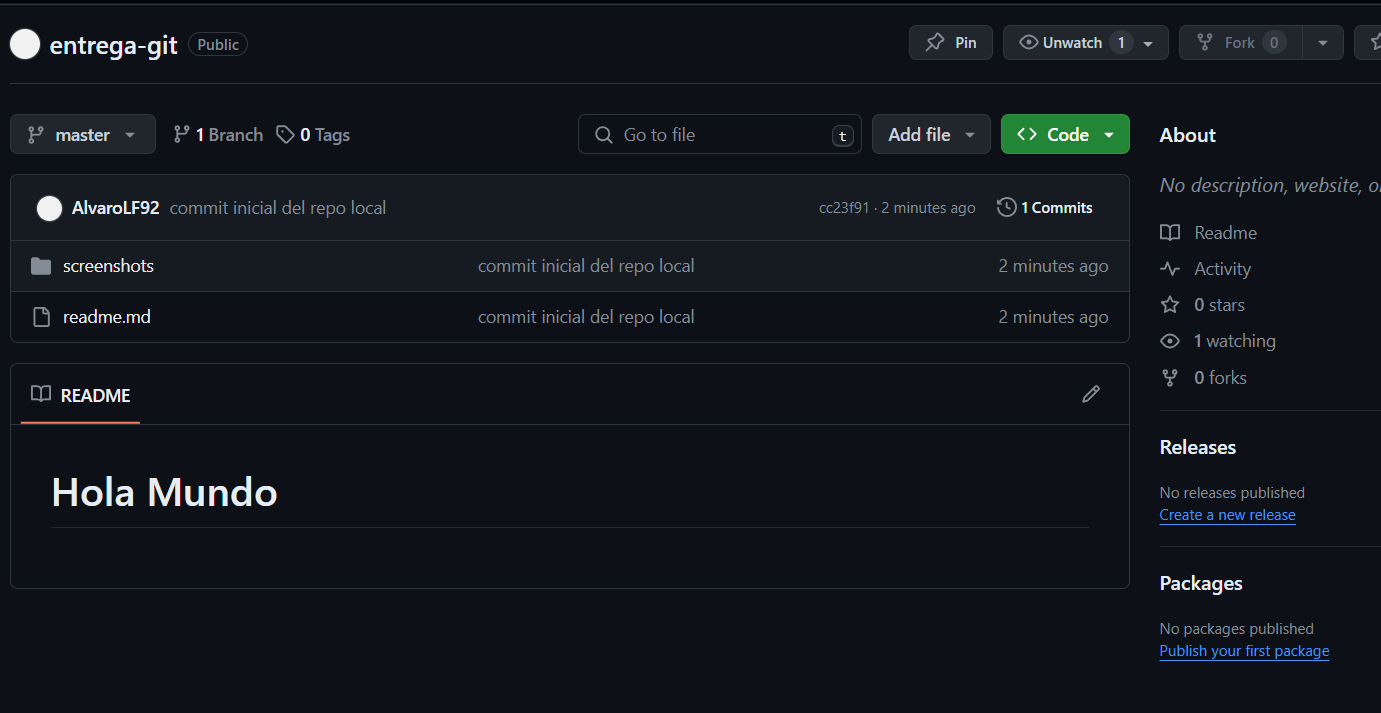 entrega-git Public Pin Unwatch 1 Fork 0
master 1 Branch 0 Tags Go to file t Add file Code
AlvaroLF92 commit inicial del repo local cc23f91 · 2 minutes ago 1 Commits
screenshots commit inicial del repo local 2 minutes ago
readme.md commit inicial del repo local 2 minutes ago
README
Hola Mundo
About
No description, website, o
Readme
Activity
0 stars
1 watching
0 forks
Releases
No releases published
Create a new release
Packages
No packages published
Publish your first package